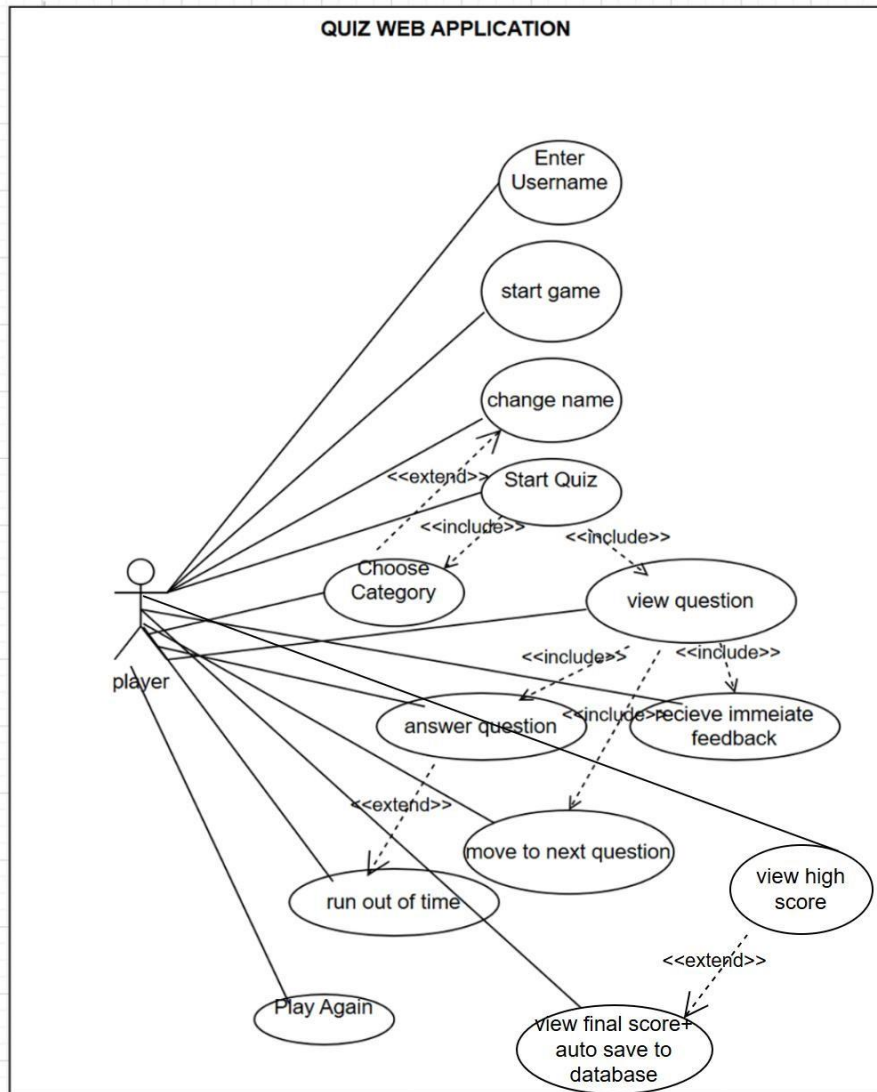 QUIZ WEB APPLICATION
Enter
Username
start game
change name
<<extend>>
Start Quiz
<<include>>
<<include>>
Choose
Category
view question
player
<<include>>
<<include>>
answer question
<<include>>
recieve immeiate
feedback
<<extend>>
move to next question
view high
score
run out of time
<<extend>>
Play Again
view final score+
auto save to
database